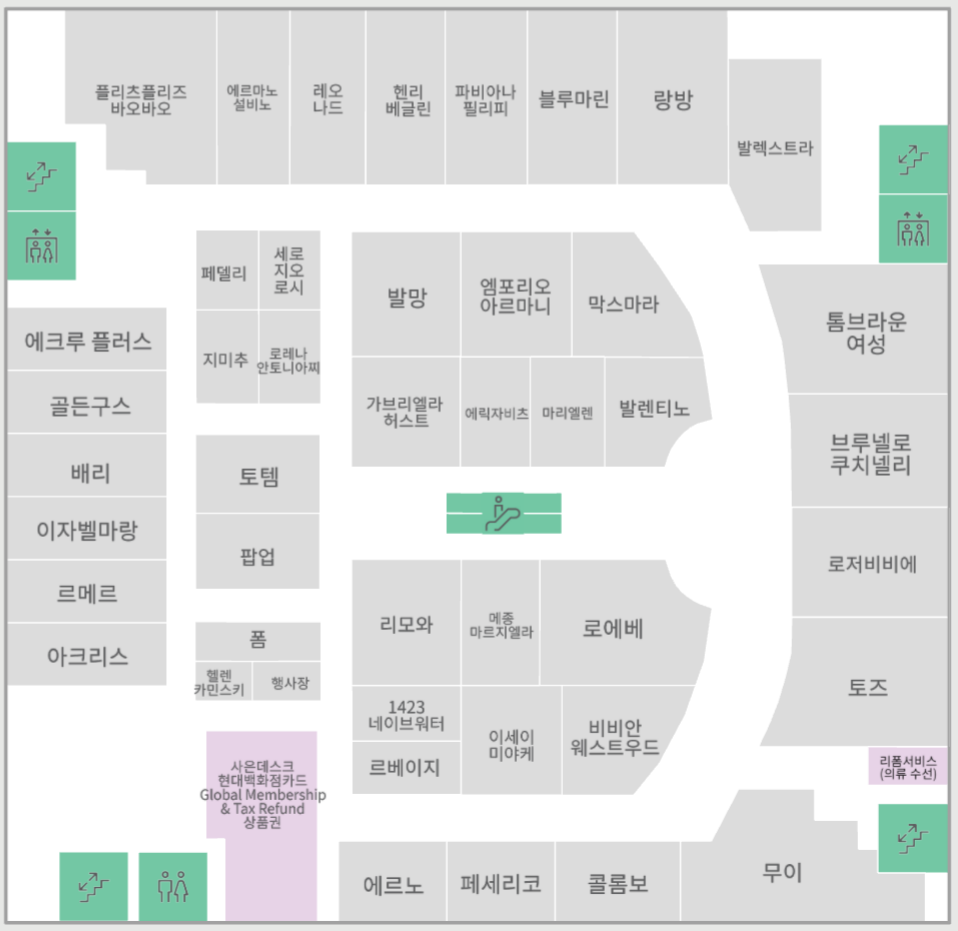 플리츠플리즈
바오바오
에르마노
설비노
레오
나드
헨리
베글린
파비아나
필리피
블루마린
랑방
발렉스트라
페델리
세로
지오
로시
지미추
로레나
안토니아찌
발망
엠포리오
아르마니
막스마라
가브리엘라
허스트
에릭자비츠
마리엘렌
발렌티노
톰브라운
여성
브루넬로
쿠치넬리
로저비비에
토즈
에크루 플러스
골든구스
배리
이자벨마랑
르메르
아크리스
토템
팝업
폼
헬렌
카민스키
행사장
리모와
메종
마르지엘라
로에베
1423
네이브워터
르베이지
이세이
미야케
비비안
웨스트우드
리폼서비스
(의류 수선)
사은데스크
현대백화점카드
Global Membership
& Tax Refund
상품권
에르노
페세리코
콜롬보
무이